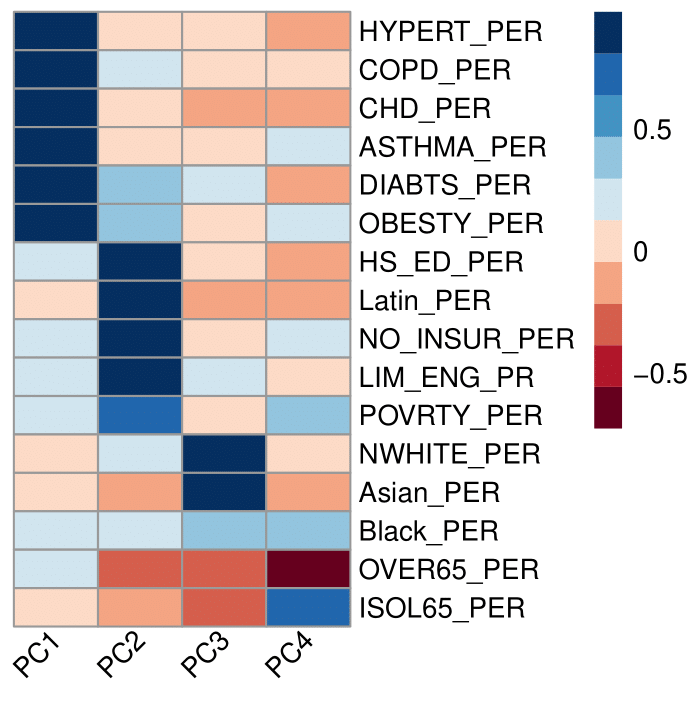 HYPERT_PER
COPD_PER
CHD_PER
ASTHMA_PER
DIABTS_PER
OBESTY_PER
HS_ED_PER
Latin_PER
NO_INSUR_PER
LIM_ENG_PR
POVRTY_PER
NWHITE_PER
Asian_PER
Black_PER
OVER65_PER
ISOL65_PER
PC1 PC2 PC3 PC4
0.5
0
−0.5